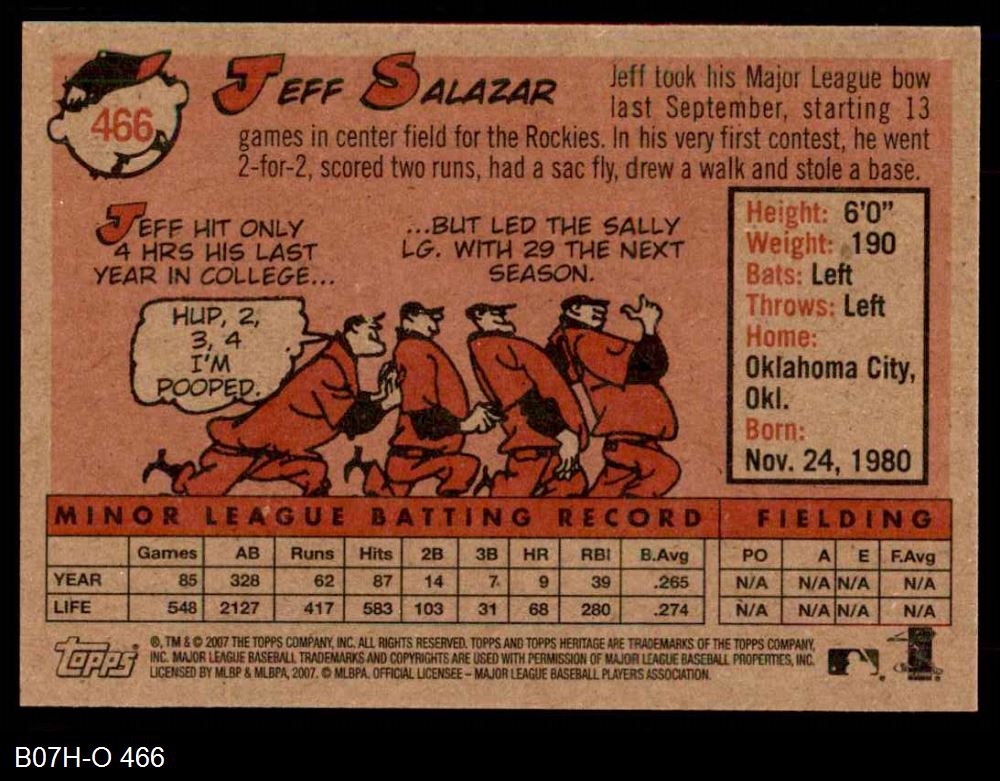 466
JEFF SALAZAR
Jeff took his Major League bow
last September, starting 13
games in center field for the Rockies. In his very first contest, he went
2-for-2, scored two runs, had a sac fly, drew a walk and stole a base.
JEFF HIT ONLY
4 HRS HIS LAST
YEAR IN COLLEGE...
...BUT LED THE SALLY
LG. WITH 29 THE NEXT
SEASON.
HUP, 2,
3, 4
I'M
POOPED.
Height: 6'0"
Weight: 190
Bats: Left
Throws: Left
Home:
Oklahoma City,
Okl.
Born:
Nov. 24, 1980
MINOR LEAGUE BATTING RECORD FIELDING
Games AB Runs Hits 2B 3B HR RBI B.Avg PO A E F.Avg
YEAR 85 328 62 87 14 7 9 39 .265 N/A N/A N/A N/A
LIFE 548 2127 417 583 103 31 68 280 .274 N/A N/A N/A N/A
Topps
®, TM & © 2007 THE TOPPS COMPANY, INC. ALL RIGHTS RESERVED. TOPPS AND TOPPS HERITAGE ARE TRADEMARKS OF THE TOPPS COMPANY,
INC. MAJOR LEAGUE BASEBALL TRADEMARKS AND COPYRIGHTS ARE USED WITH PERMISSION OF MAJOR LEAGUE BASEBALL PROPERTIES, INC.
LICENSED BY MLBP & MLBPA, 2007. © MLBPA. OFFICIAL LICENSEE – MAJOR LEAGUE BASEBALL PLAYERS ASSOCIATION.
B07H-O 466